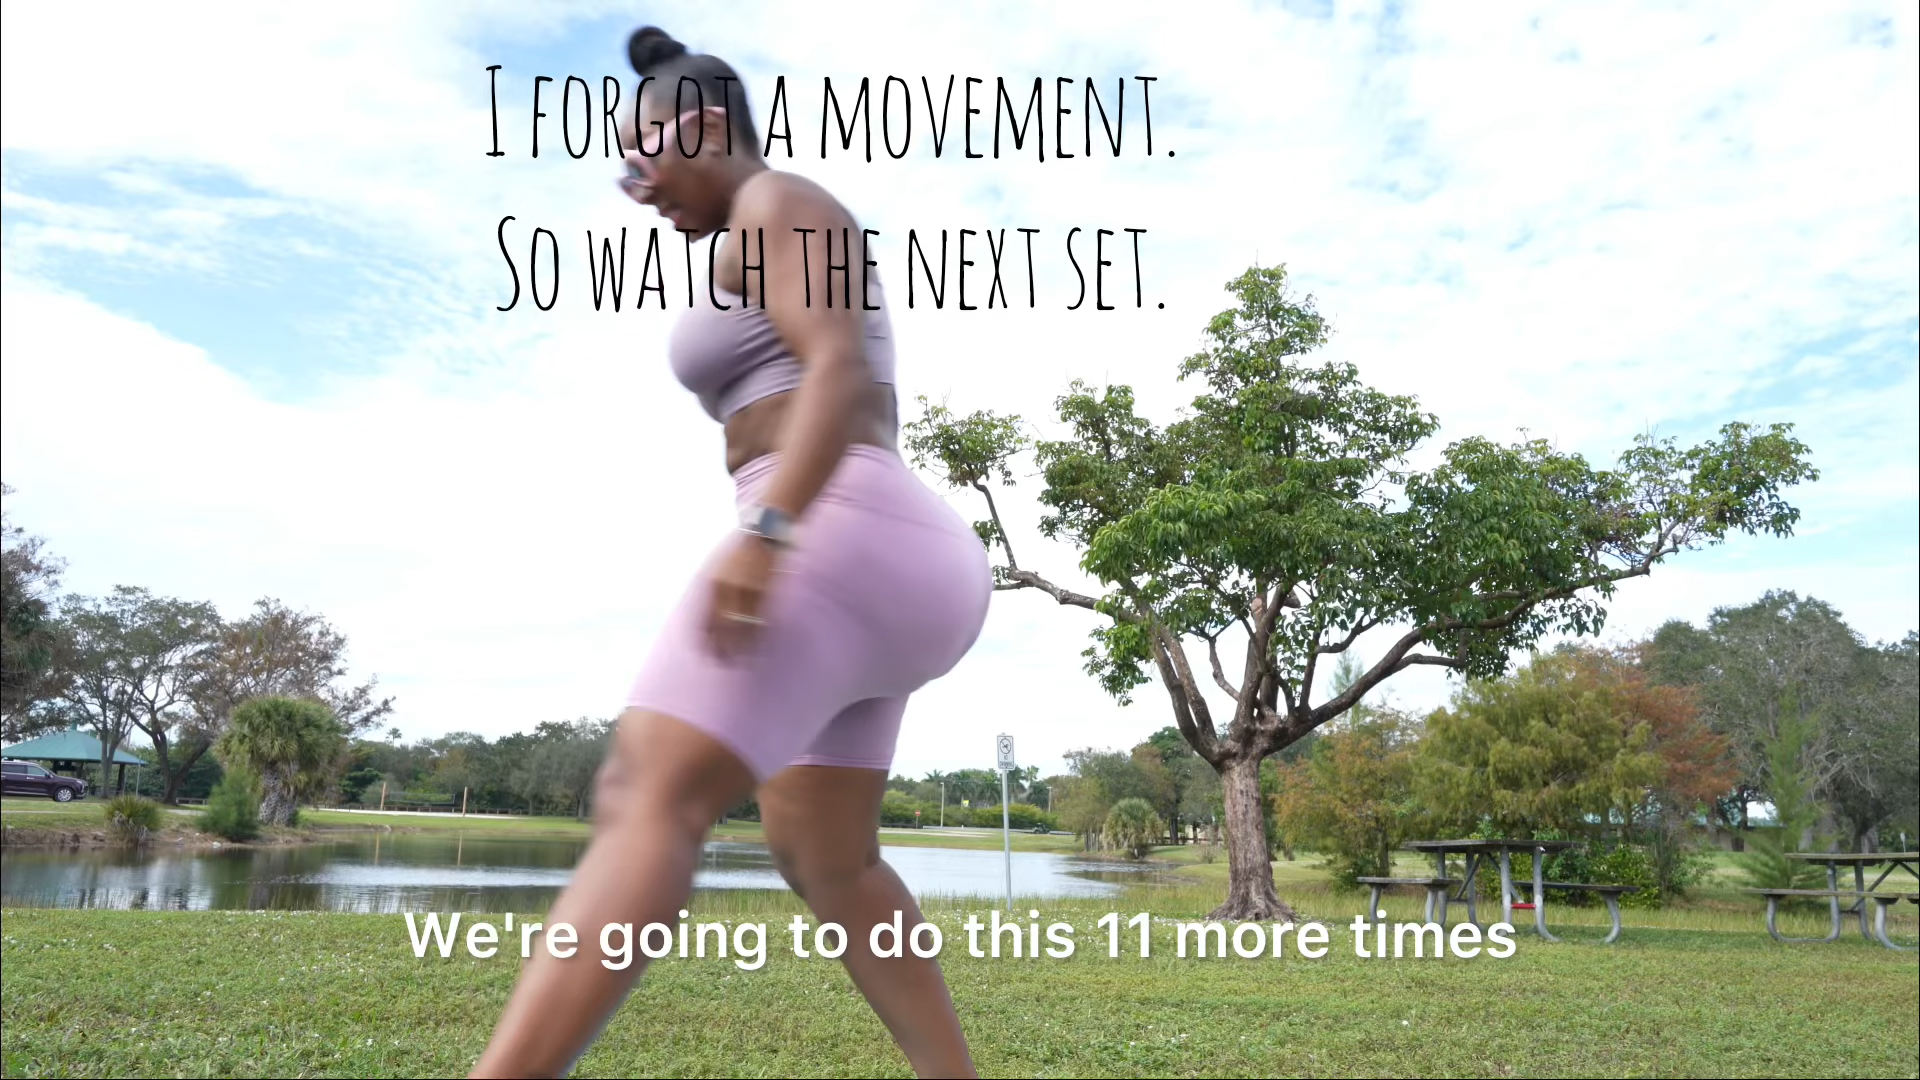 I FORGOT A MOVEMENT.
SO WATCH THE NEXT SET.
We're going to do this 11 more times